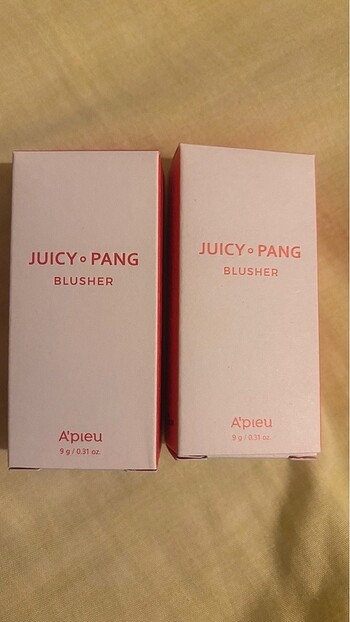 JUICY∘PANG
BLUSHER
A'pieu
9 g / 0.31 oz.
JUICY∘PANG
BLUSHER
A'pieu
9 g / 0.31 oz.